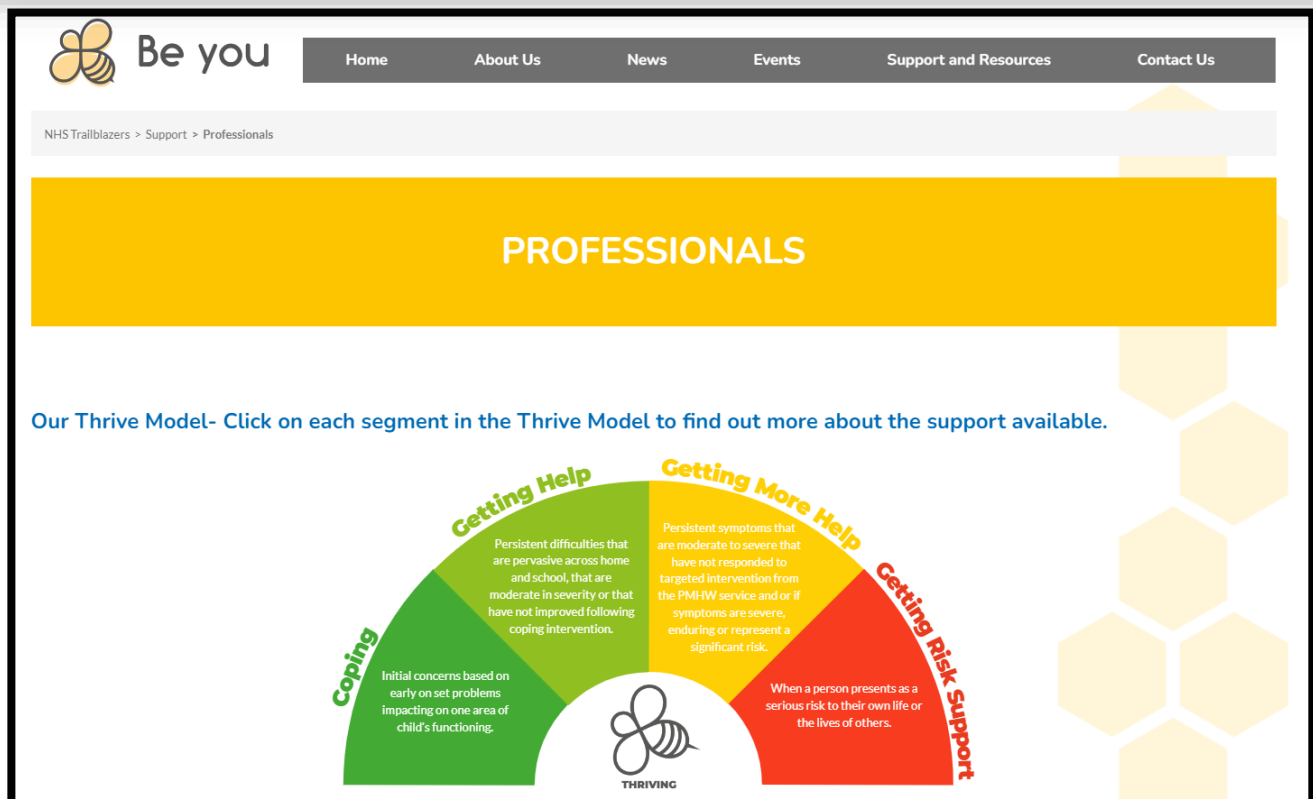 Be you
Home About Us News Events Support and Resources Contact Us
NHS Trailblazers > Support > Professionals
PROFESSIONALS
Our Thrive Model- Click on each segment in the Thrive Model to find out more about the support available.
Coping
Initial concerns based on
early on set problems
impacting on one area of
child's functioning.
Getting Help
Persistent difficulties that
are pervasive across home
and school, that are
moderate in severity or that
have not improved following
coping intervention.
Getting More Help
Persistent symptoms that
are moderate to severe that
have not responded to
targeted intervention from
the PMHW service and or if
symptoms are severe,
enduring or represent a
significant risk.
Getting Risk Support
When a person presents as a
serious risk to their own life or
the lives of others.
THRIVING